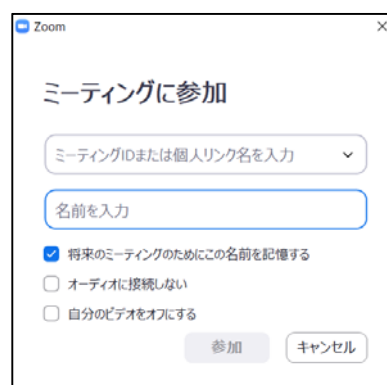 Zoom
ミーティングに参加
ミーティングIDまたは個人リンク名を入力
名前を入力
将来のミーティングのためにこの名前を記憶する
オーディオに接続しない
自分のビデオをオフにする
参加 キャンセル